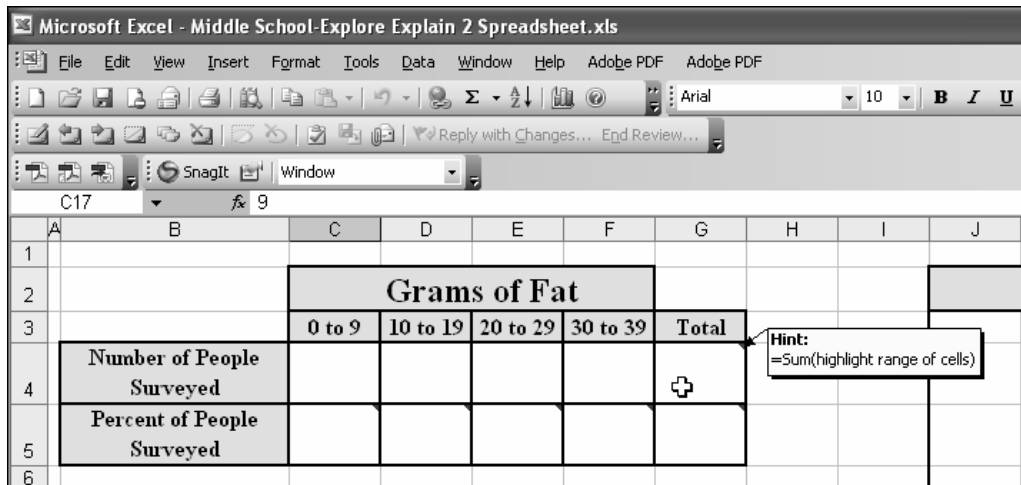 Microsoft Excel - Middle School-Explore Explain 2 Spreadsheet.xls
File Edit View Insert Format Tools Data Window Help Adobe PDF Adobe PDF
Arial 10 B I U
Reply with Changes... End Review...
SnagIt Window
C17 fx 9
A B C D E F G H I J
1
2 Grams of Fat
3 0 to 9 10 to 19 20 to 29 30 to 39 Total
Hint:
=Sum(highlight range of cells)
Number of People
4 Surveyed
Percent of People
5 Surveyed
6